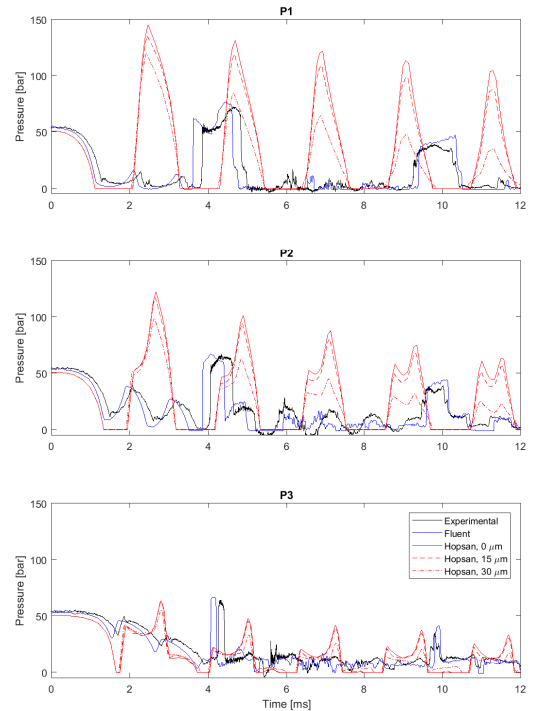 P1
150
100
50
0
Pressure [bar]
0 2 4 6 8 10 12
P2
150
100
50
0
Pressure [bar]
0 2 4 6 8 10 12
P3
150
100
50
0
Pressure [bar]
Experimental
Fluent
Hopsan, 0 μm
Hopsan, 15 μm
Hopsan, 30 μm
0 2 4 6 8 10 12
Time [ms]